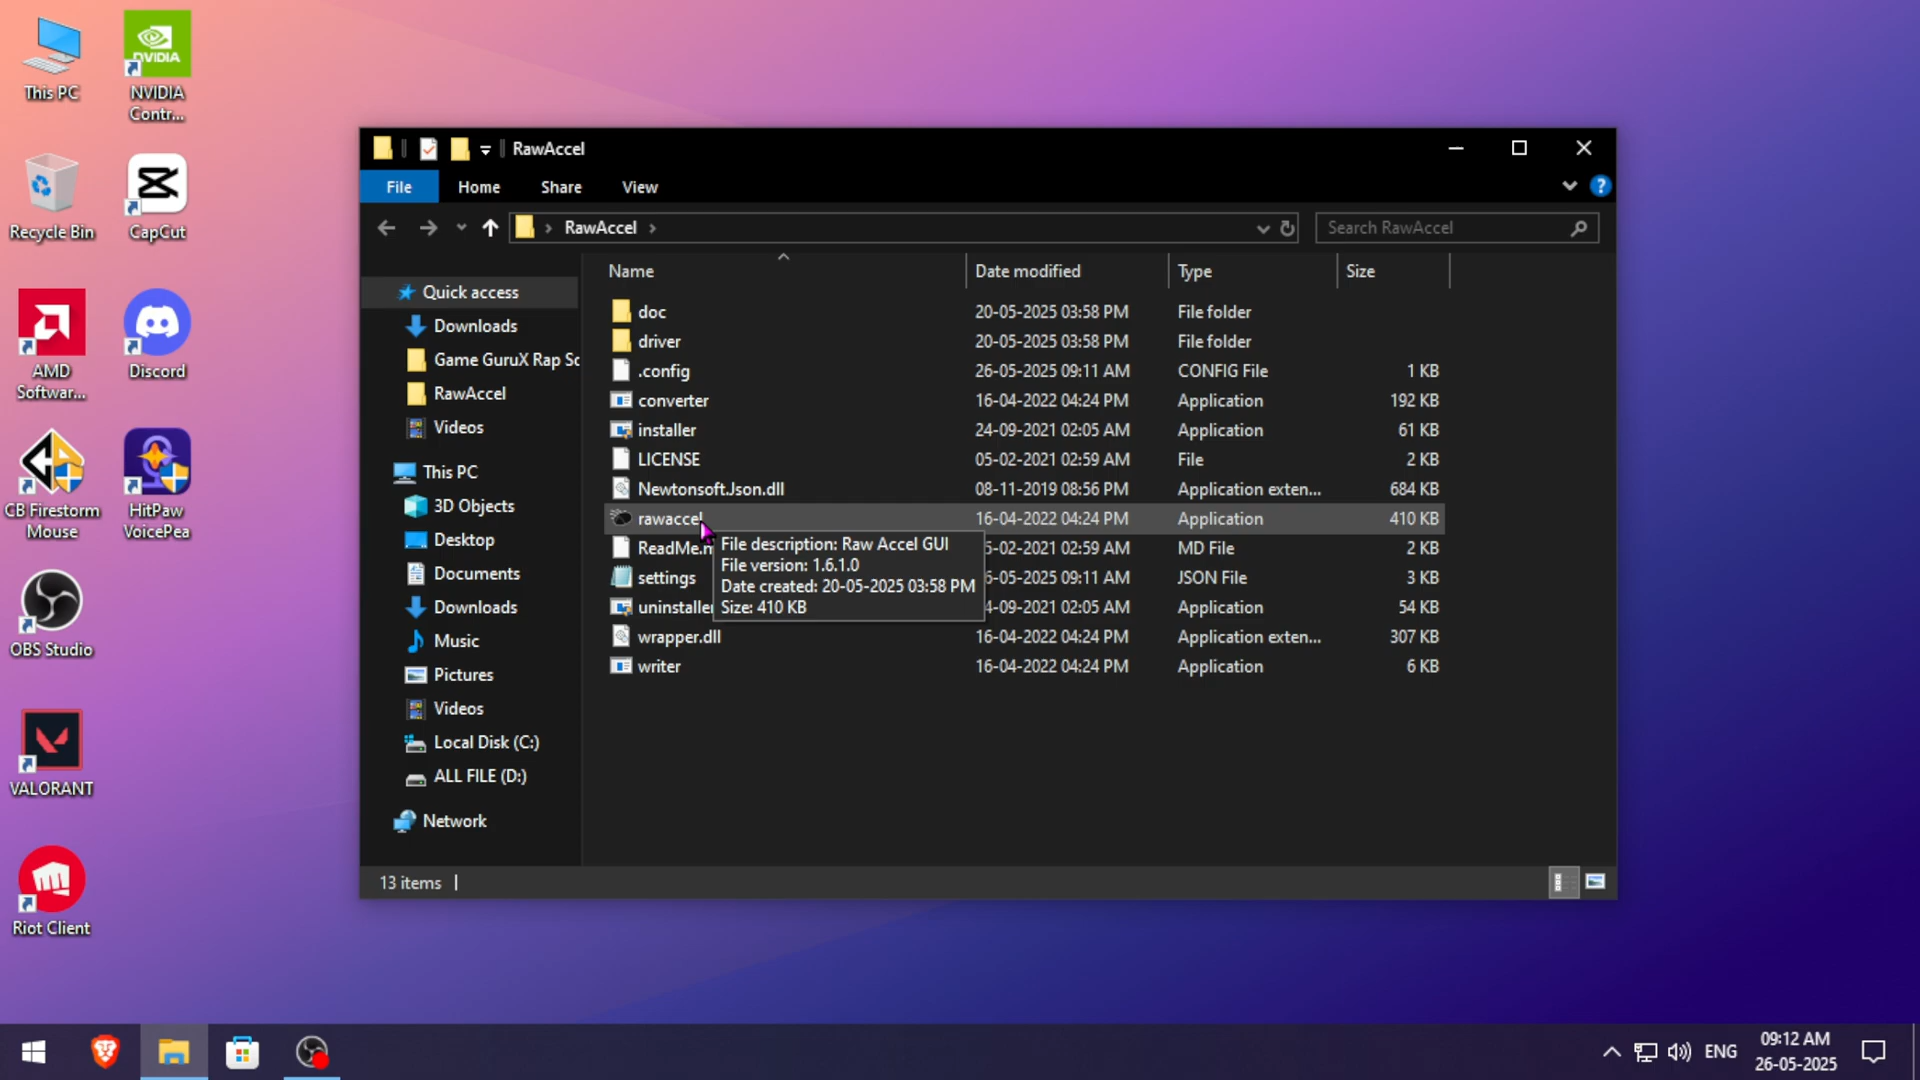 This PC
NVIDIA
Contr...
Recycle Bin
CapCut
AMD
Softwar...
Discord
CB Firestorm
Mouse
HitPaw
VoicePea
OBS Studio
VALORANT
Riot Client
NVIDIA
RawAccel
File
Home
Share
View
?
RawAccel
Search RawAccel
Name
Date modified
Type
Size
Quick access
Downloads
Game GuruX Rap Sc
RawAccel
Videos
This PC
3D Objects
Desktop
Documents
Downloads
Music
Pictures
Videos
Local Disk (C:)
ALL FILE (D:)
Network
doc 20-05-2025 03:58 PM File folder
driver 20-05-2025 03:58 PM File folder
.config 26-05-2025 09:11 AM CONFIG File 1 KB
converter 16-04-2022 04:24 PM Application 192 KB
installer 24-09-2021 02:05 AM Application 61 KB
LICENSE 05-02-2021 02:59 AM File 2 KB
Newtonsoft.Json.dll 08-11-2019 08:56 PM Application exten... 684 KB
rawaccel 16-04-2022 04:24 PM Application 410 KB
ReadMe.m 5-02-2021 02:59 AM MD File 2 KB
settings 6-05-2025 09:11 AM JSON File 3 KB
uninstaller 4-09-2021 02:05 AM Application 54 KB
wrapper.dll 16-04-2022 04:24 PM Application exten... 307 KB
writer 16-04-2022 04:24 PM Application 6 KB
File description: Raw Accel GUI
File version: 1.6.1.0
Date created: 20-05-2025 03:58 PM
Size: 410 KB
13 items
ENG
09:12 AM
26-05-2025